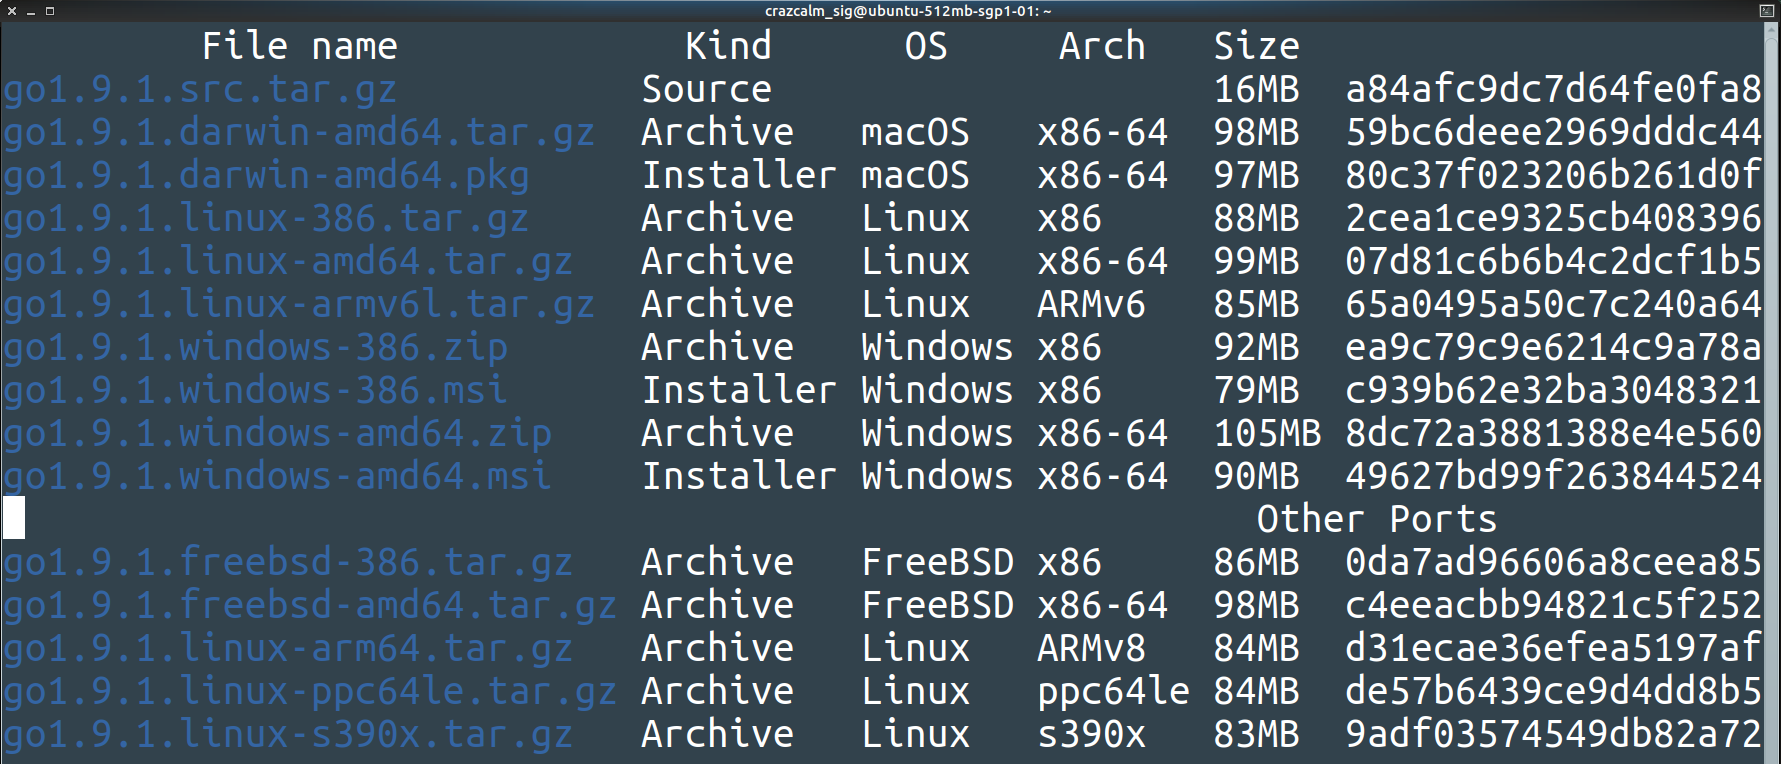 crazcalm_sig@ubuntu-512mb-sgp1-01: ~
File name Kind OS Arch Size
go1.9.1.src.tar.gz Source 16MB a84afc9dc7d64fe0fa8
go1.9.1.darwin-amd64.tar.gz Archive macOS x86-64 98MB 59bc6deee2969dddc44
go1.9.1.darwin-amd64.pkg Installer macOS x86-64 97MB 80c37f023206b261d0f
go1.9.1.linux-386.tar.gz Archive Linux x86 88MB 2cea1ce9325cb408396
go1.9.1.linux-amd64.tar.gz Archive Linux x86-64 99MB 07d81c6b6b4c2dcf1b5
go1.9.1.linux-armv6l.tar.gz Archive Linux ARMv6 85MB 65a0495a50c7c240a64
go1.9.1.windows-386.zip Archive Windows x86 92MB ea9c79c9e6214c9a78a
go1.9.1.windows-386.msi Installer Windows x86 79MB c939b62e32ba3048321
go1.9.1.windows-amd64.zip Archive Windows x86-64 105MB 8dc72a3881388e4e560
go1.9.1.windows-amd64.msi Installer Windows x86-64 90MB 49627bd99f263844524
Other Ports
go1.9.1.freebsd-386.tar.gz Archive FreeBSD x86 86MB 0da7ad96606a8ceea85
go1.9.1.freebsd-amd64.tar.gz Archive FreeBSD x86-64 98MB c4eeacbb94821c5f252
go1.9.1.linux-arm64.tar.gz Archive Linux ARMv8 84MB d31ecae36efea5197af
go1.9.1.linux-ppc64le.tar.gz Archive Linux ppc64le 84MB de57b6439ce9d4dd8b5
go1.9.1.linux-s390x.tar.gz Archive Linux s390x 83MB 9adf03574549db82a72